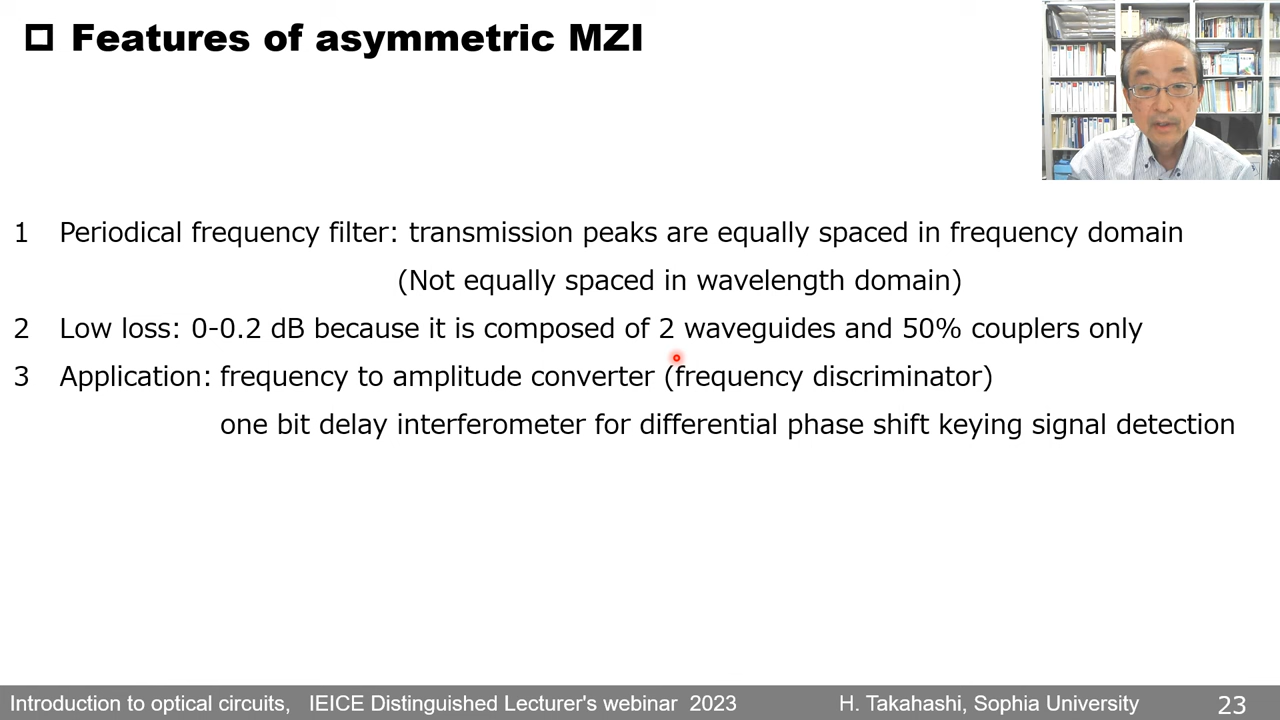 Features of asymmetric MZI
1 Periodical frequency filter: transmission peaks are equally spaced in frequency domain
(Not equally spaced in wavelength domain)
2 Low loss: 0-0.2 dB because it is composed of 2 waveguides and 50% couplers only
3 Application: frequency to amplitude converter (frequency discriminator)
one bit delay interferometer for differential phase shift keying signal detection
Introduction to optical circuits, IEICE Distinguished Lecturer's webinar 2023 H. Takahashi, Sophia University 23